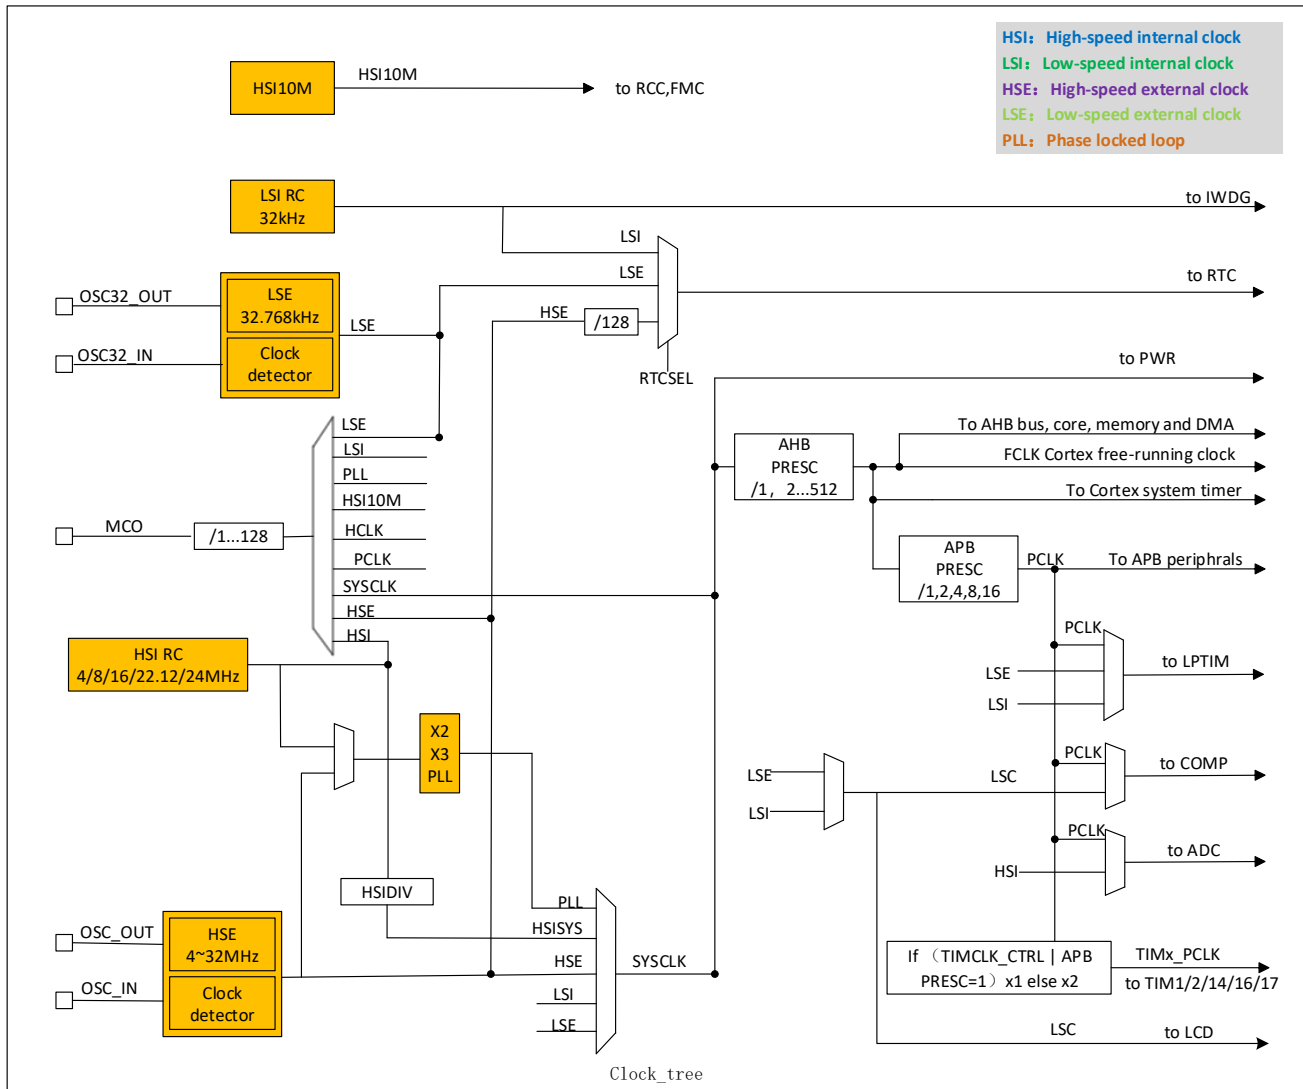 HSI：High-speed internal clock
LSI：Low-speed internal clock
HSE：High-speed external clock
LSE：Low-speed external clock
PLL：Phase locked loop
HSI10M
HSI10M
to RCC,FMC
LSI RC
32kHz
to IWDG
LSI
LSE
HSE
/128
RTCSEL
to RTC
OSC32_OUT
OSC32_IN
LSE
32.768kHz
Clock
detector
LSE
to PWR
AHB
PRESC
/1， 2...512
To AHB bus, core, memory and DMA
FCLK Cortex free-running clock
To Cortex system timer
MCO
/1...128
LSE
LSI
PLL
HSI10M
HCLK
PCLK
SYSCLK
HSE
HSI
APB
PRESC
/1,2,4,8,16
PCLK
To APB periphrals
HSI RC
4/8/16/22.12/24MHz
PCLK
LSE
LSI
to LPTIM
X2
X3
PLL
LSE
LSI
LSC
PCLK
to COMP
PCLK
HSI
to ADC
HSIDIV
OSC_OUT
OSC_IN
HSE
4~32MHz
Clock
detector
PLL
HSISYS
HSE
LSI
LSE
SYSCLK
If （TIMCLK_CTRL | APB
PRESC=1）x1 else x2
TIMx_PCLK
to TIM1/2/14/16/17
LSC
to LCD
Clock_tree